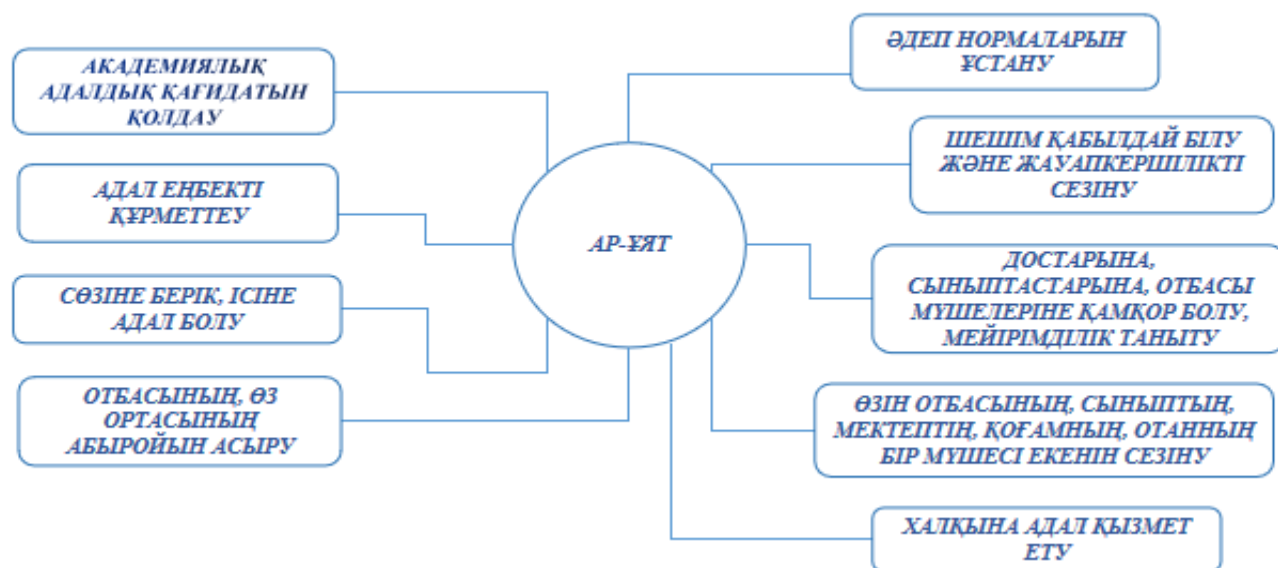 АКАДЕМИЯЛЫҚ
АДАЛДЫҚ ҚАҒИДАТЫН
ҚОЛДАУ
АДАЛ ЕҢБЕКТІ
ҚҰРМЕТТЕУ
СӨЗІНЕ БЕРІК, ІСІНЕ
АДАЛ БОЛУ
ОТБАСЫНЫҢ, ӨЗ
ОРТАСЫНЫҢ
АБЫРОЙЫН АСЫРУ
АР-ҰЯТ
ӘДЕП НОРМАЛАРЫН
ҰСТАНУ
ШЕШІМ ҚАБЫЛДАЙ БІЛУ
ЖӘНЕ ЖАУАПКЕРШІЛІКТІ
СЕЗІНУ
ДОСТАРЫНА,
СЫНЫПТАСТАРЫНА, ОТБАСЫ
МҮШЕЛЕРІНЕ ҚАМҚОР БОЛУ,
МЕЙІРІМДІЛІК ТАНЫТУ
ӨЗІН ОТБАСЫНЫҢ, СЫНЫПТЫҢ,
МЕКТЕПТІҢ, ҚОҒАМНЫҢ, ОТАННЫҢ
БІР МҮШЕСІ ЕКЕНІН СЕЗІНУ
ХАЛҚЫНА АДАЛ ҚЫЗМЕТ
ЕТУ